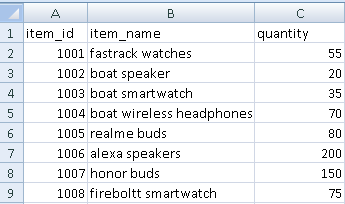 A B C
1 item_id item_name quantity
2 1001 fastrack watches 55
3 1002 boat speaker 20
4 1003 boat smartwatch 35
5 1004 boat wireless headphones 70
6 1005 realme buds 80
7 1006 alexa speakers 200
8 1007 honor buds 150
9 1008 fireboltt smartwatch 75